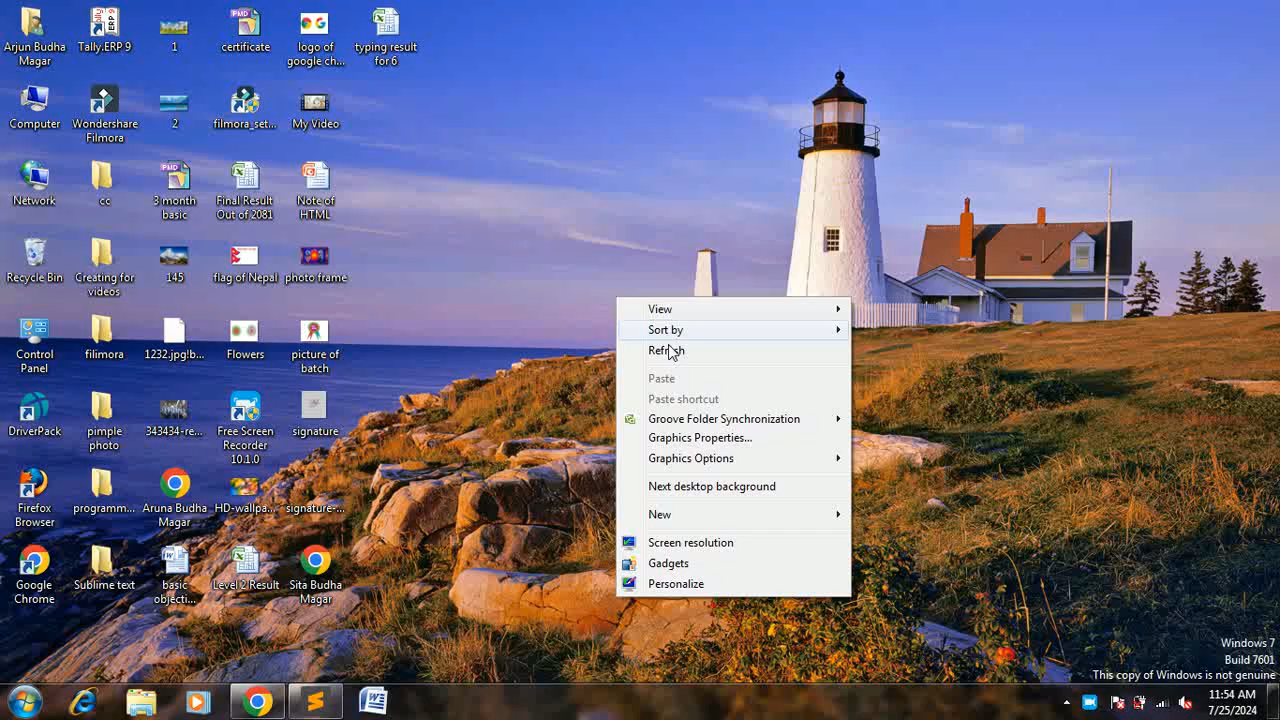 Arjun Budha
Magar
Tally.ERP 9
1
certificate
logo of
google ch...
typing result
for 6
Computer
Wondershare
Filmora
2
filmora_set...
My Video
Network
cc
3 month
basic
Final Result
Out of 2081
Note of
HTML
Recycle Bin
Creating for
videos
145
flag of Nepal
photo frame
Control
Panel
filimora
1232.jpg!b...
Flowers
picture of
batch
DriverPack
pimple
photo
343434-re...
Free Screen
Recorder
10.1.0
signature
Firefox
Browser
programm...
Aruna Budha
Magar
HD-wallpa...
signature-...
Google
Chrome
Sublime text
basic
objecti...
Level 2 Result
Sita Budha
Magar
View
Sort by
Refresh
Paste
Paste shortcut
Groove Folder Synchronization
Graphics Properties...
Graphics Options
Next desktop background
New
Screen resolution
Gadgets
Personalize
Windows 7
Build 7601
This copy of Windows is not genuine
11:54 AM
7/25/2024